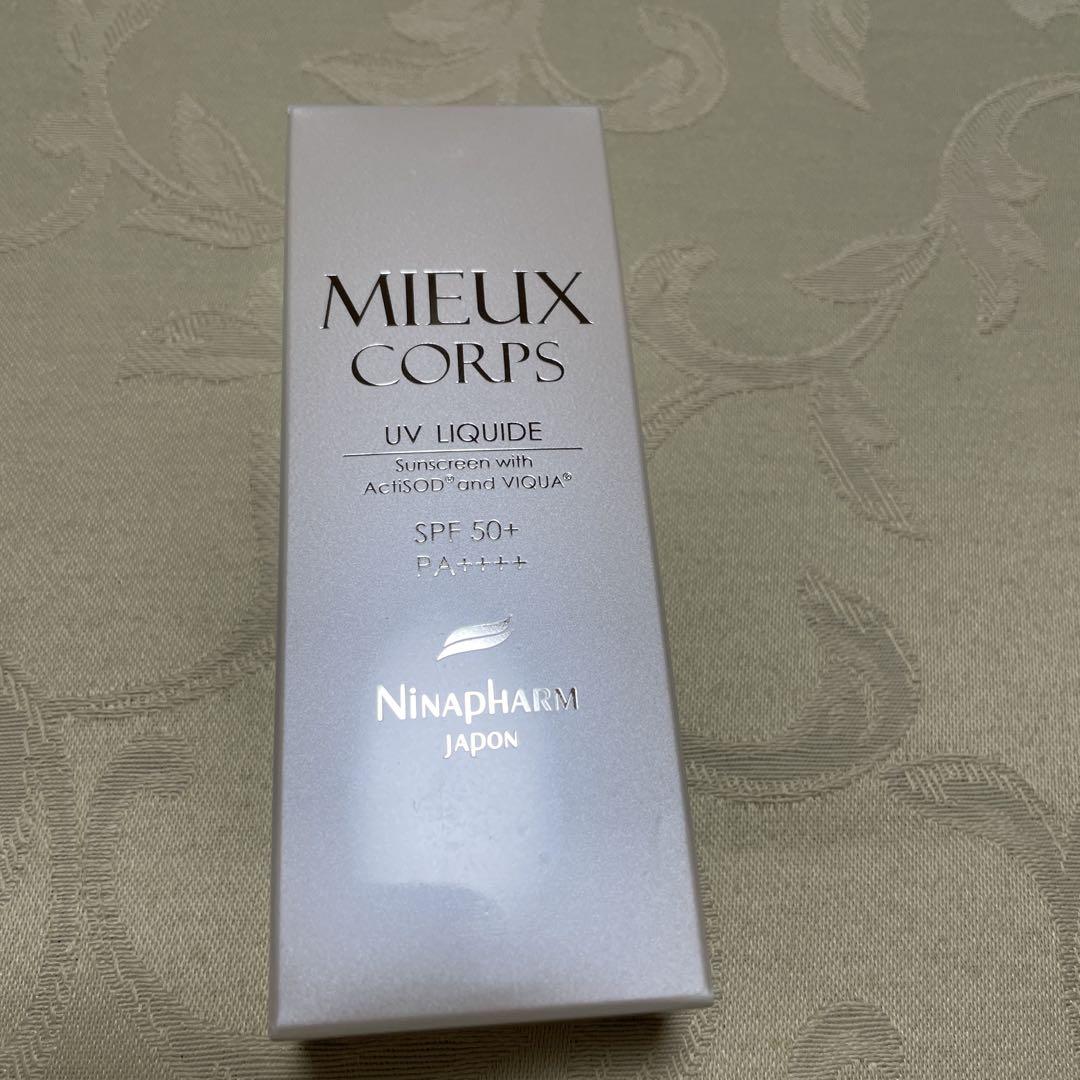 MIEUX
CORPS
UV LIQUIDE
Sunscreen with
ActiSOD® and VIQUA®
SPF 50+
PA++++
NINAPHARM
JAPON